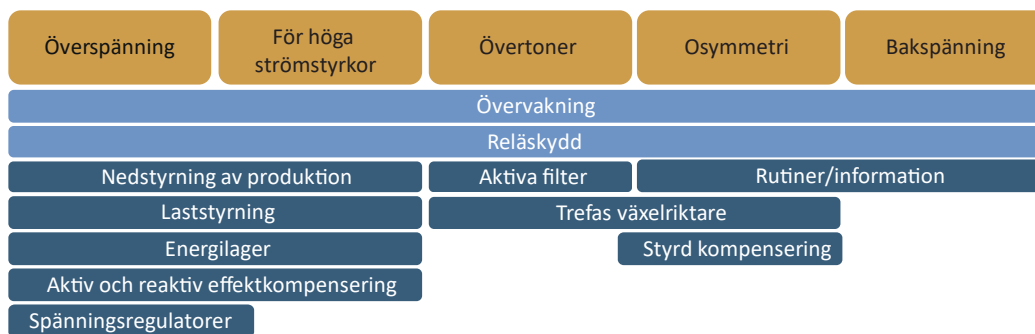 Överspänning
För höga
strömstyrkor
Övertoner
Osymmetri
Bakspänning
Övervakning
Reläskydd
Nedstyrning av produktion
Aktiva filter
Rutiner/information
Laststyrning
Trefas växelriktare
Energilager
Styrd kompensering
Aktiv och reaktiv effektkompensering
Spänningsregulatorer